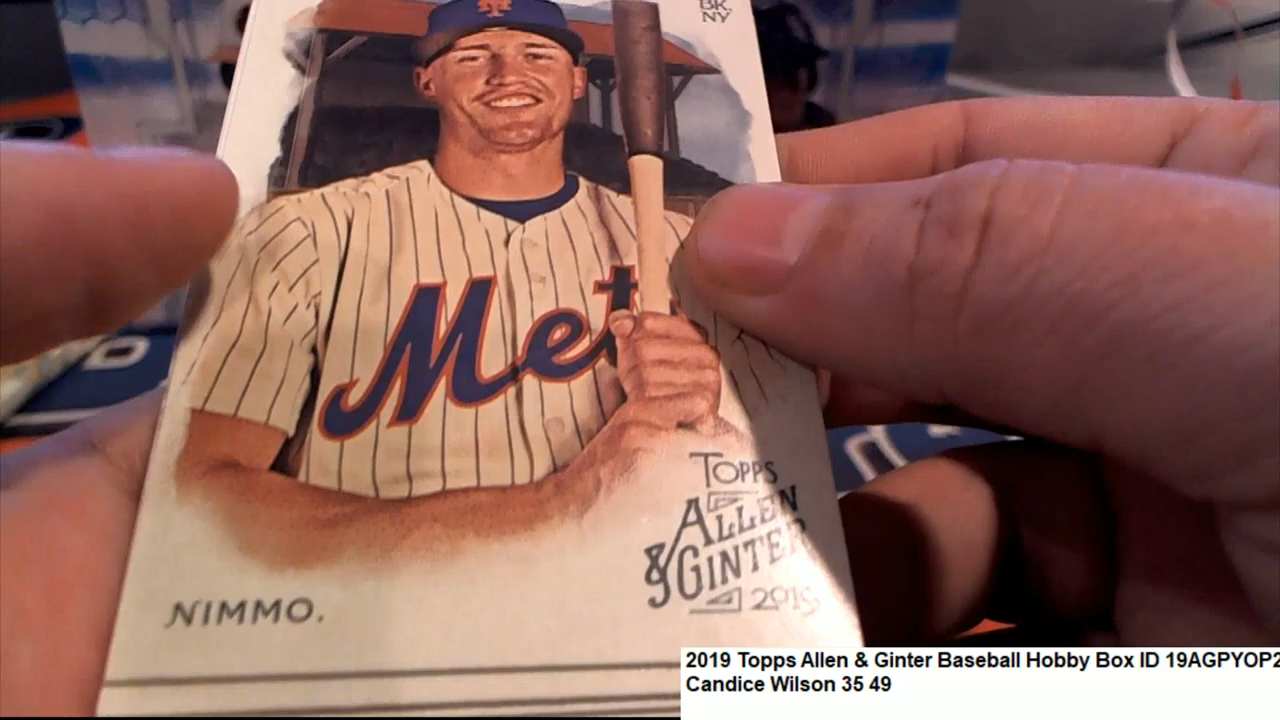 BK,
NY
Mets
TOPPS
ALLEN
& GINTER
2019
NIMMO.
2019 Topps Allen & Ginter Baseball Hobby Box ID 19AGPYOP2
Candice Wilson 35 49